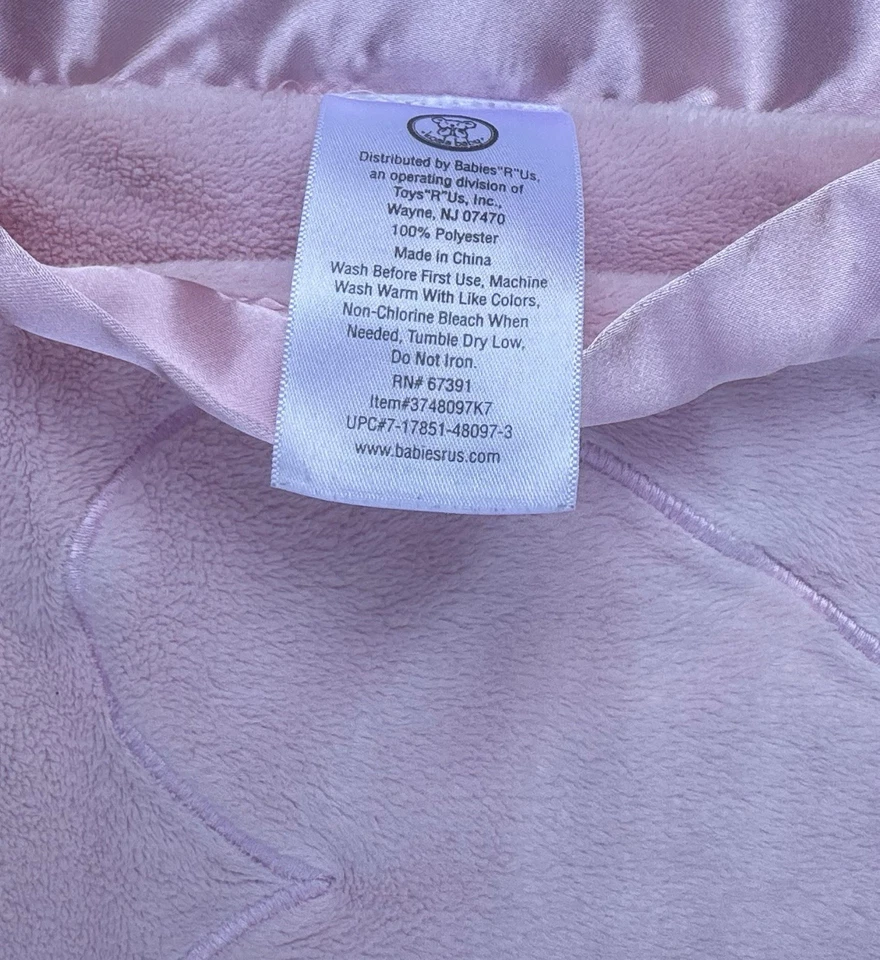 koala baby
Distributed by Babies"R"Us,
an operating division of
Toys"R"Us, Inc.,
Wayne, NJ 07470
100% Polyester
Made in China
Wash Before First Use, Machine
Wash Warm With Like Colors,
Non-Chlorine Bleach When
Needed, Tumble Dry Low,
Do Not Iron.
RN# 67391
Item#3748097K7
UPC#7-17851-48097-3
www.babiesrus.com